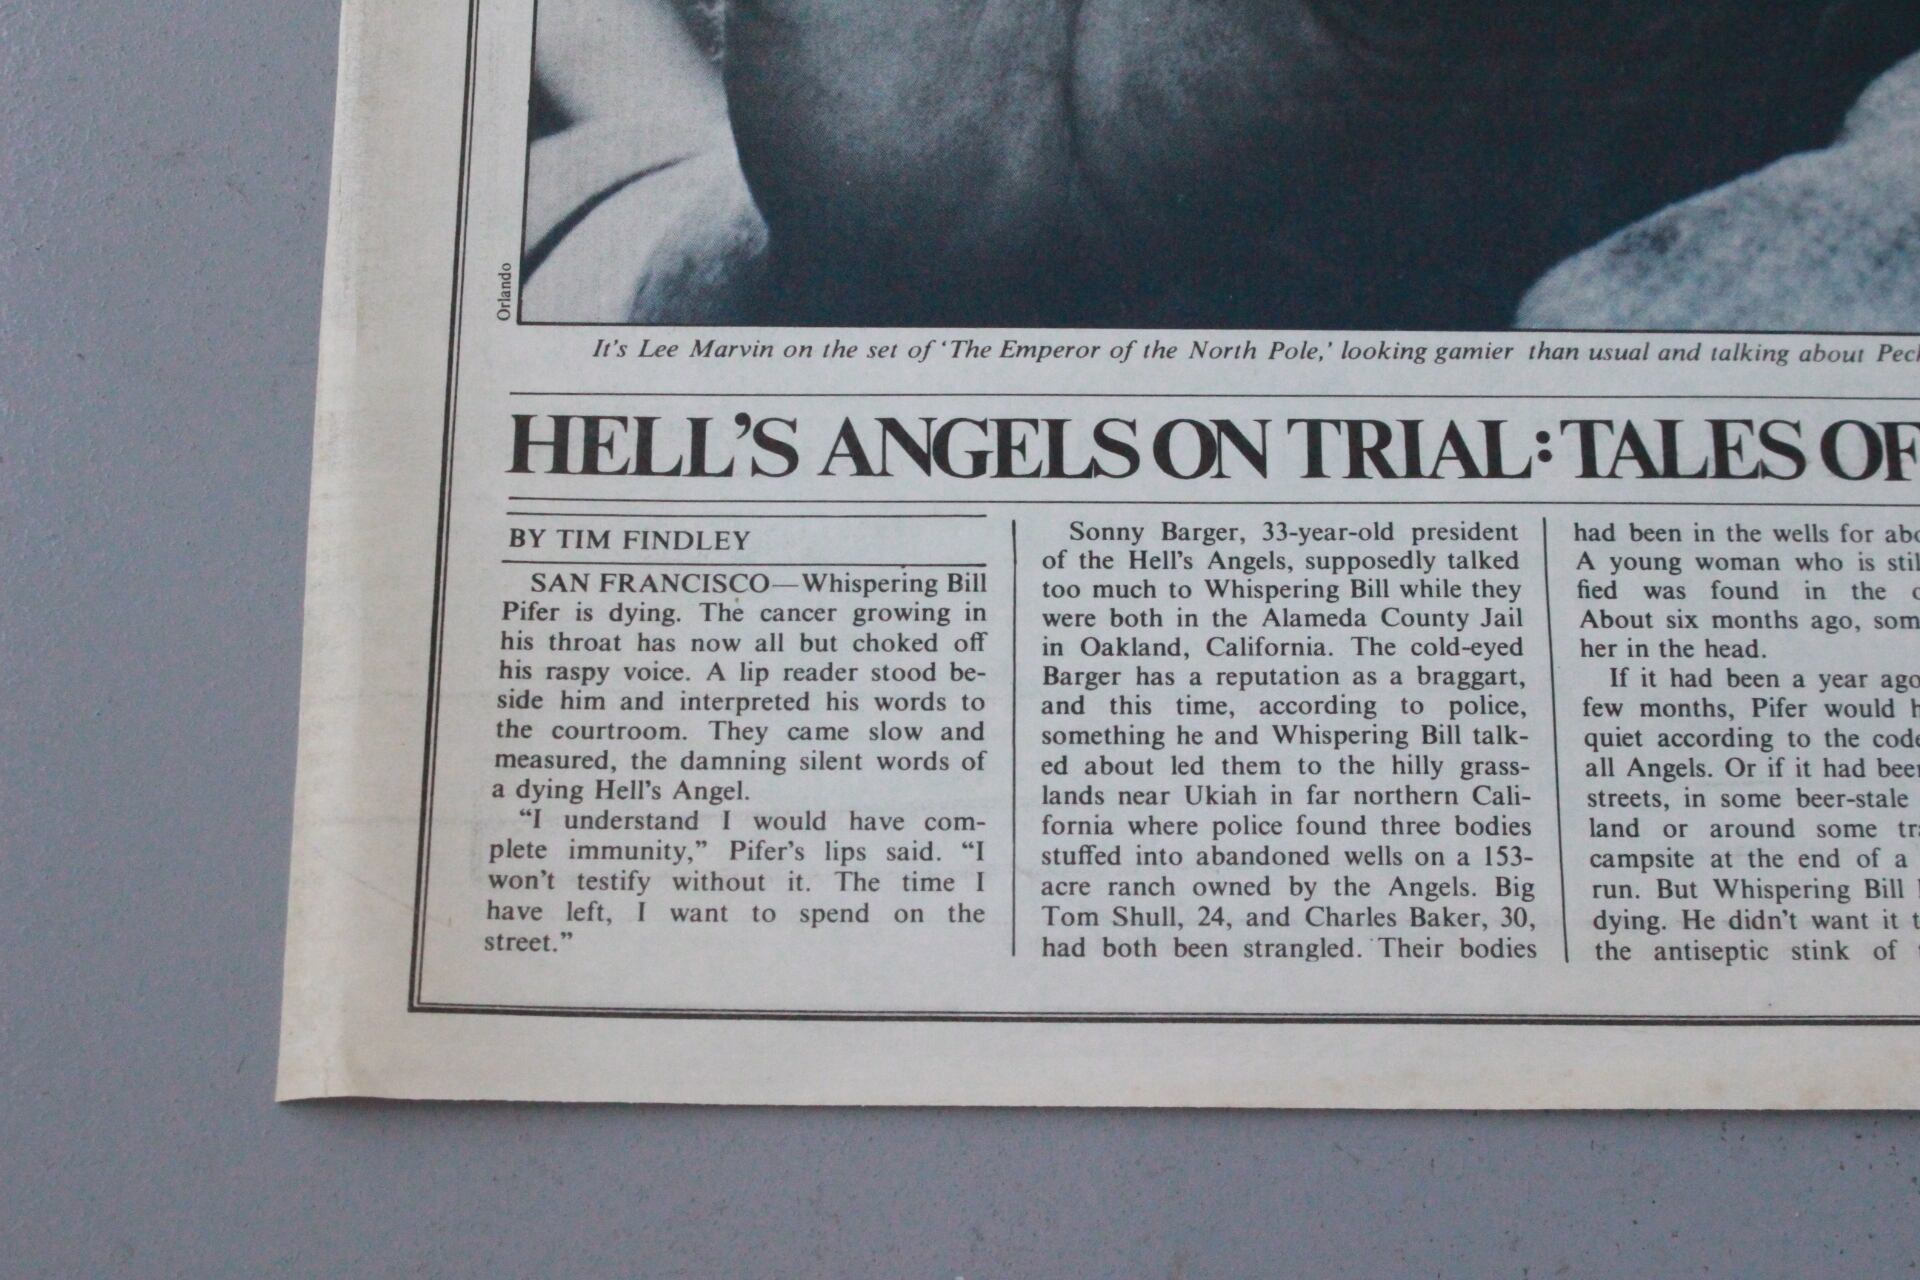 Orlando
It's Lee Marvin on the set of 'The Emperor of the North Pole,' looking gamier than usual and talking about
HELL'S ANGELS ON TRIAL: TALES OF
BY TIM FINDLEY
SAN FRANCISCO—Whispering Bill
Pifer is dying. The cancer growing in
his throat has now all but choked off
his raspy voice. A lip reader stood be-
side him and interpreted his words to
the courtroom. They came slow and
measured, the damning silent words of
a dying Hell's Angel.
"I understand I would have com-
plete immunity," Pifer's lips said. "I
won't testify without it. The time I
have left, I want to spend on the
street."
Sonny Barger, 33-year-old president
of the Hell's Angels, supposedly talked
too much to Whispering Bill while they
were both in the Alameda County Jail
in Oakland, California. The cold-eyed
Barger has a reputation as a braggart,
and this time, according to police,
something he and Whispering Bill talk-
ed about led them to the hilly grass-
lands near Ukiah in far northern Cali-
fornia where police found three bodies
stuffed into abandoned wells on a 153-
acre ranch owned by the Angels. Big
Tom Shull, 24, and Charles Baker, 30,
had both been strangled. Their bodies
had been in the wells for
A young woman who is
fied was found in the
About six months ago,
her in the head.
If it had been a year ago
few months, Pifer would
quiet according to the
all Angels. Or if it had
streets, in some beer-stale
land or around some
campsite at the end of a
run. But Whispering Bill
dying. He didn't want it
the antiseptic stink of